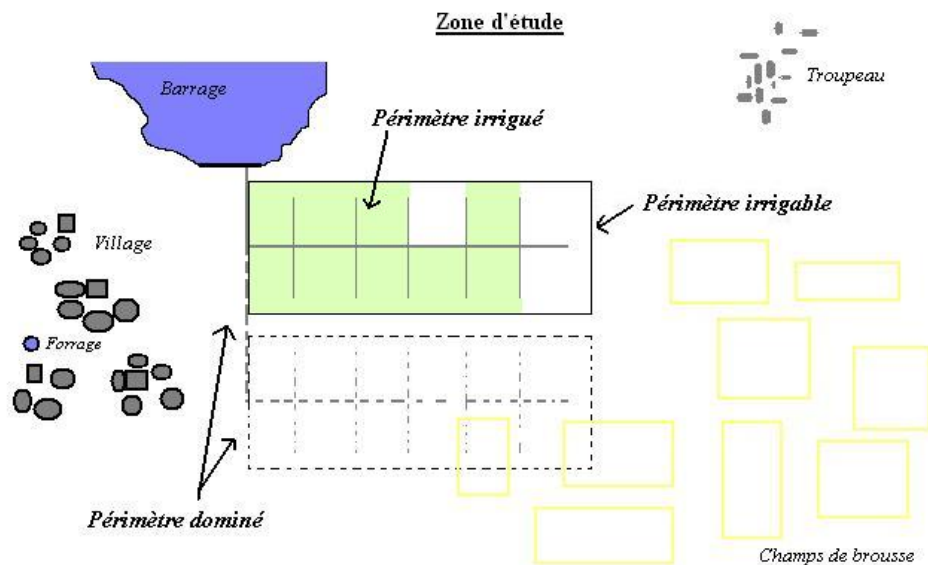 Zone d'étude
Barrage
Troupeau
Périmètre irrigué
Périmètre irrigable
Village
Forrage
Périmètre dominé
Champs de brousse